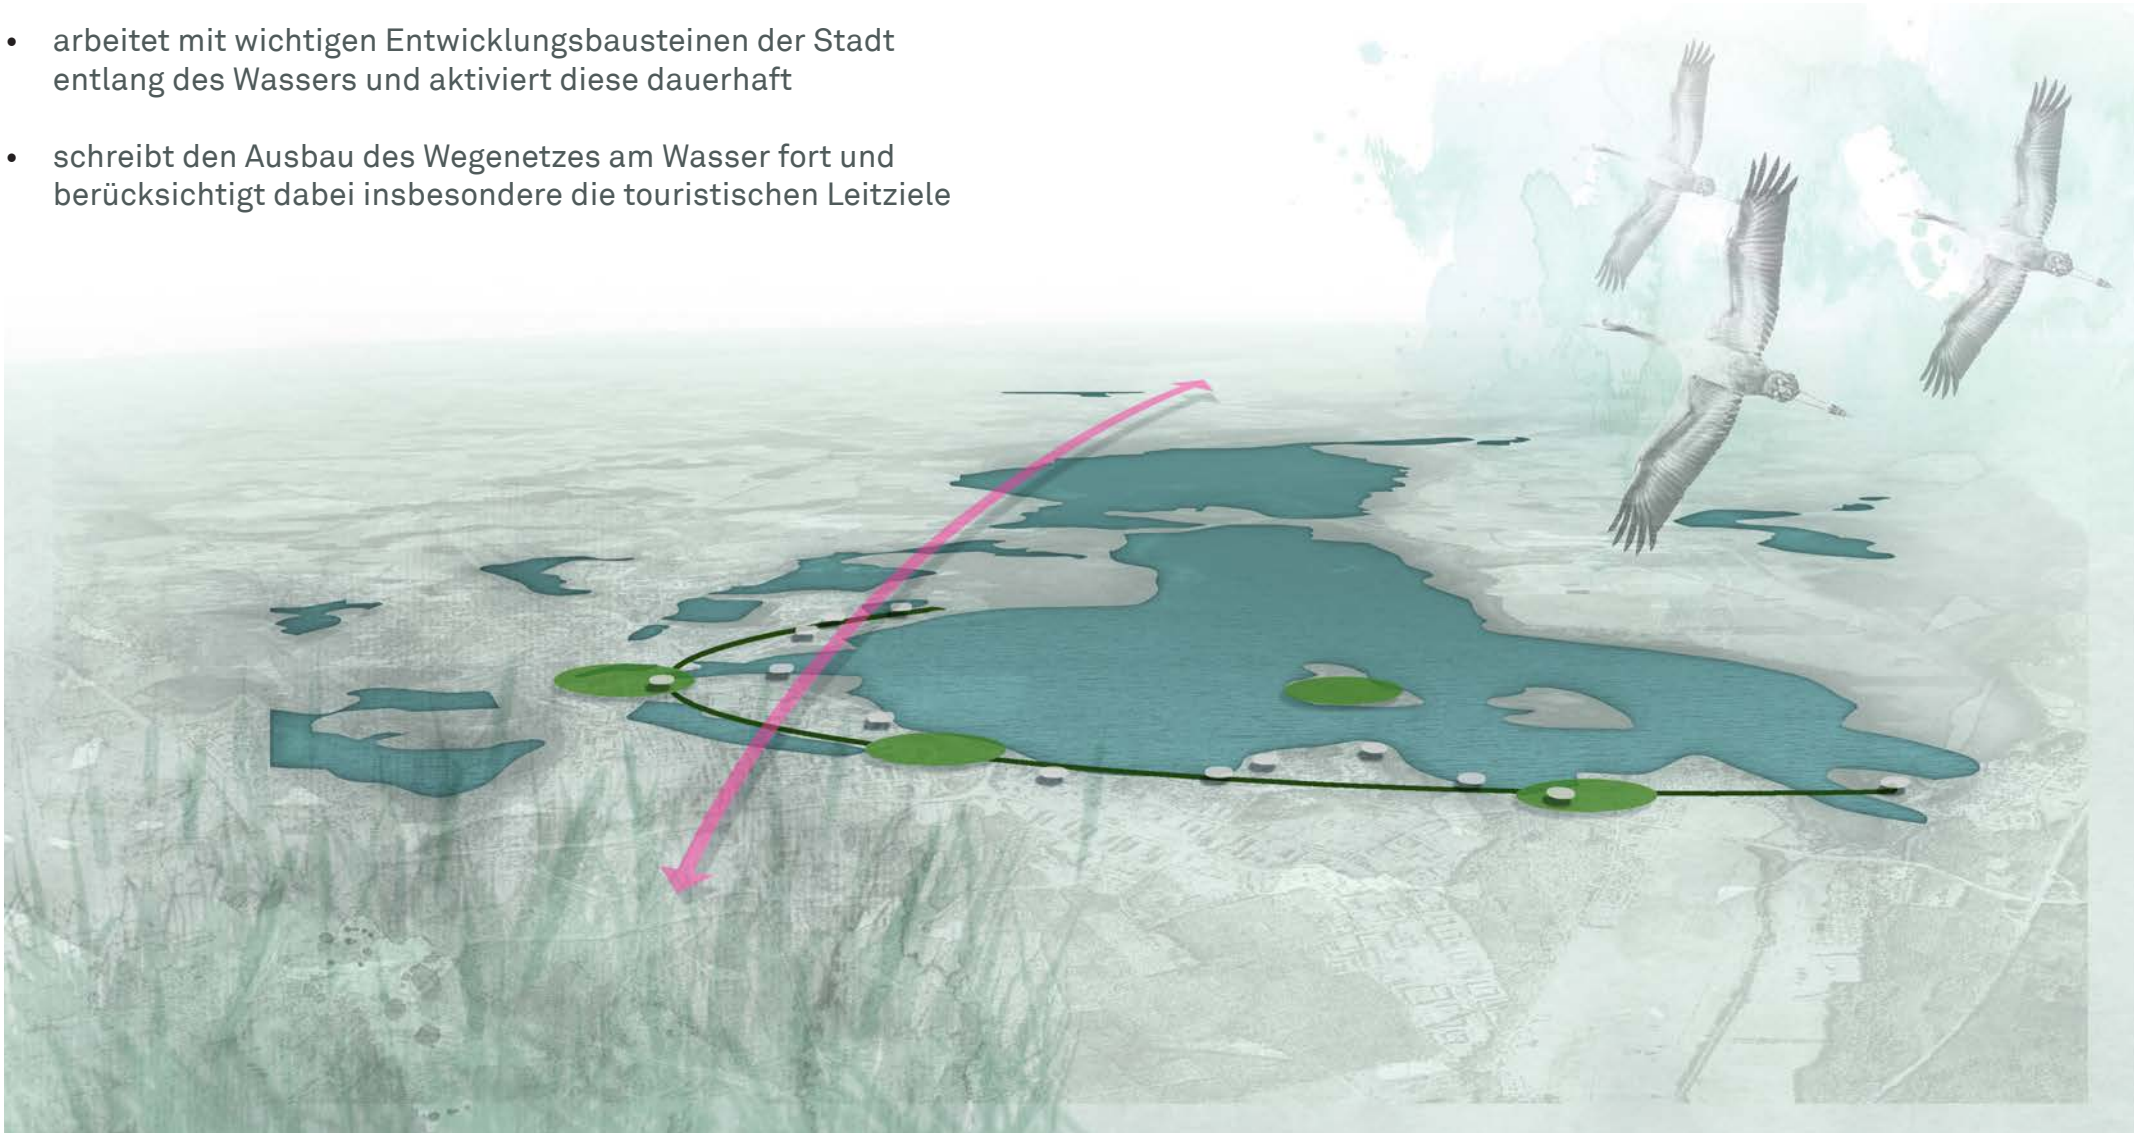 • arbeitet mit wichtigen Entwicklungsbausteinen der Stadt
entlang des Wassers und aktiviert diese dauerhaft
• schreibt den Ausbau des Wegenetzes am Wasser fort und
berücksichtigt dabei insbesondere die touristischen Leitziele